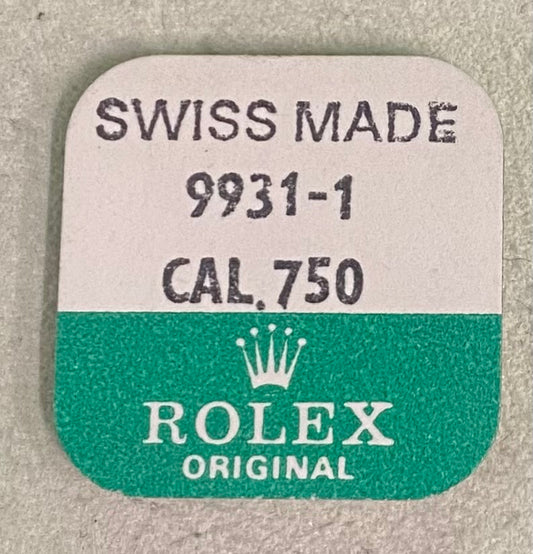 SWISS MADE
9931-1
CAL.750
ROLEX
ORIGINAL